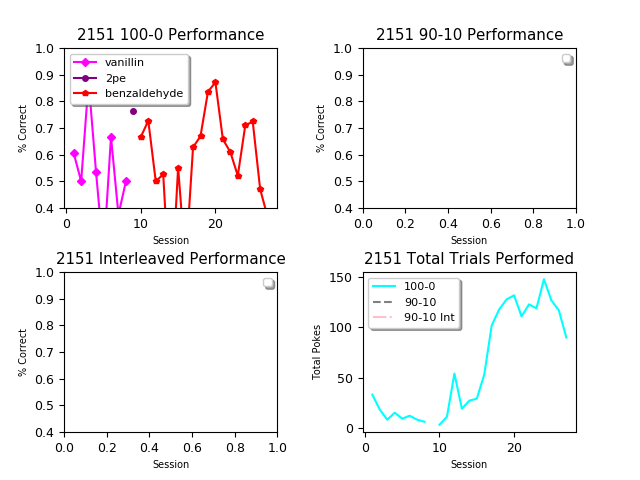 2151 100-0 Performance
1.0
0.9
0.8
0.7
0.6
0.5
0.4
% Correct
vanillin
2pe
benzaldehyde
0
10
20
Session
2151 90-10 Performance
1.0
0.9
0.8
0.7
0.6
0.5
0.4
% Correct
0.0
0.2
0.4
0.6
0.8
1.0
Session
2151 Interleaved Performance
1.0
0.9
0.8
0.7
0.6
0.5
0.4
% Correct
0.0
0.2
0.4
0.6
0.8
1.0
Session
2151 Total Trials Performed
150
100
50
0
Total Pokes
100-0
90-10
90-10 Int
0
10
20
Session